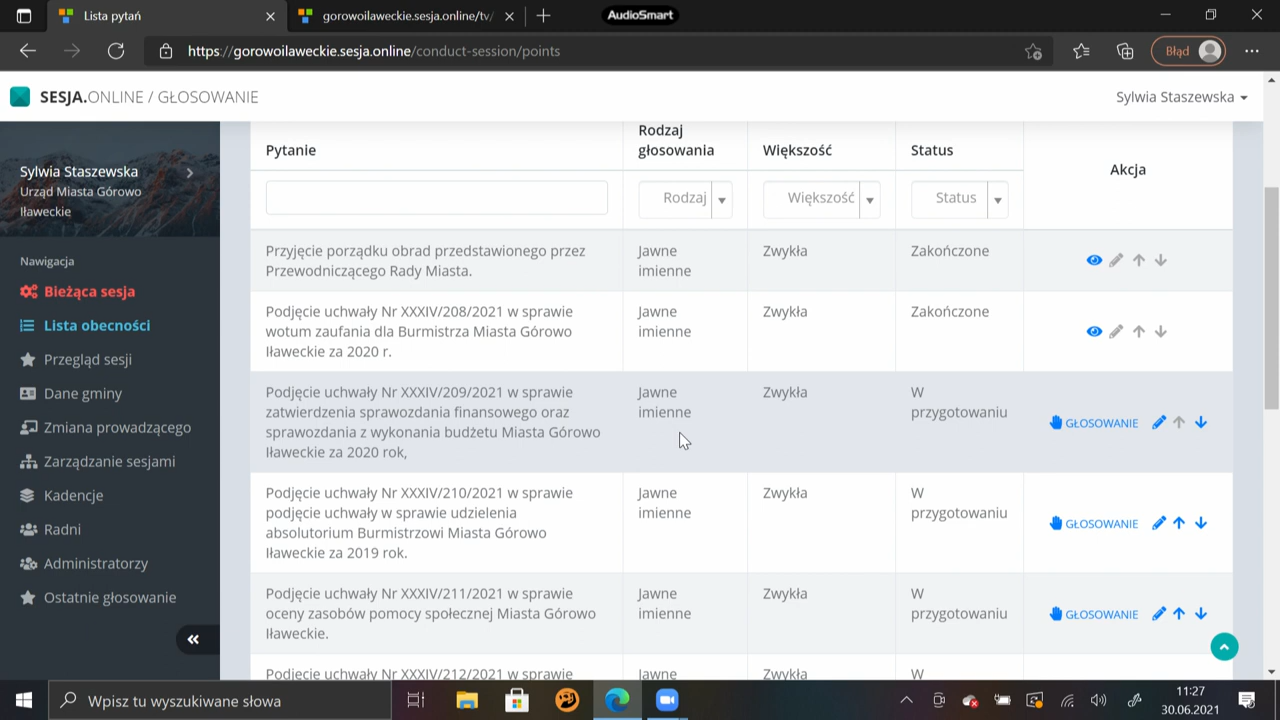 Lista pytań
gorowoilaweckie.sesja.online/tv/
AudioSmart
https://gorowoilaweckie.sesja.online/conduct-session/points
Błąd
SESJA.ONLINE / GŁOSOWANIE
Sylwia Staszewska
Sylwia Staszewska
Urząd Miasta Górowo
Iławeckie
Nawigacja
Bieżąca sesja
Lista obecności
Przegląd sesji
Dane gminy
Zmiana prowadzącego
Zarządzanie sesjami
Kadencje
Radni
Administratorzy
Ostatnie głosowanie
Pytanie
Rodzaj
głosowania
Większość
Status
Akcja
Rodzaj
Większość
Status
Przyjęcie porządku obrad przedstawionego przez
Przewodniczącego Rady Miasta.
Jawne
imienne
Zwykła
Zakończone
Podjęcie uchwały Nr XXXIV/208/2021 w sprawie
wotum zaufania dla Burmistrza Miasta Górowo
Iławeckie za 2020 r.
Jawne
imienne
Zwykła
Zakończone
Podjęcie uchwały Nr XXXIV/209/2021 w sprawie
zatwierdzenia sprawozdania finansowego oraz
sprawozdania z wykonania budżetu Miasta Górowo
Iławeckie za 2020 rok,
Jawne
imienne
Zwykła
W
przygotowaniu
GŁOSOWANIE
Podjęcie uchwały Nr XXXIV/210/2021 w sprawie
podjęcie uchwały w sprawie udzielenia
absolutorium Burmistrzowi Miasta Górowo
Iławeckie za 2019 rok.
Jawne
imienne
Zwykła
W
przygotowaniu
GŁOSOWANIE
Podjęcie uchwały Nr XXXIV/211/2021 w sprawie
oceny zasobów pomocy społecznej Miasta Górowo
Iławeckie.
Jawne
imienne
Zwykła
W
przygotowaniu
GŁOSOWANIE
Podjęcie uchwały Nr XXXIV/212/2021 w sprawie
Jawne
Zwykła
W
Wpisz tu wyszukiwane słowa
11:27
30.06.2021